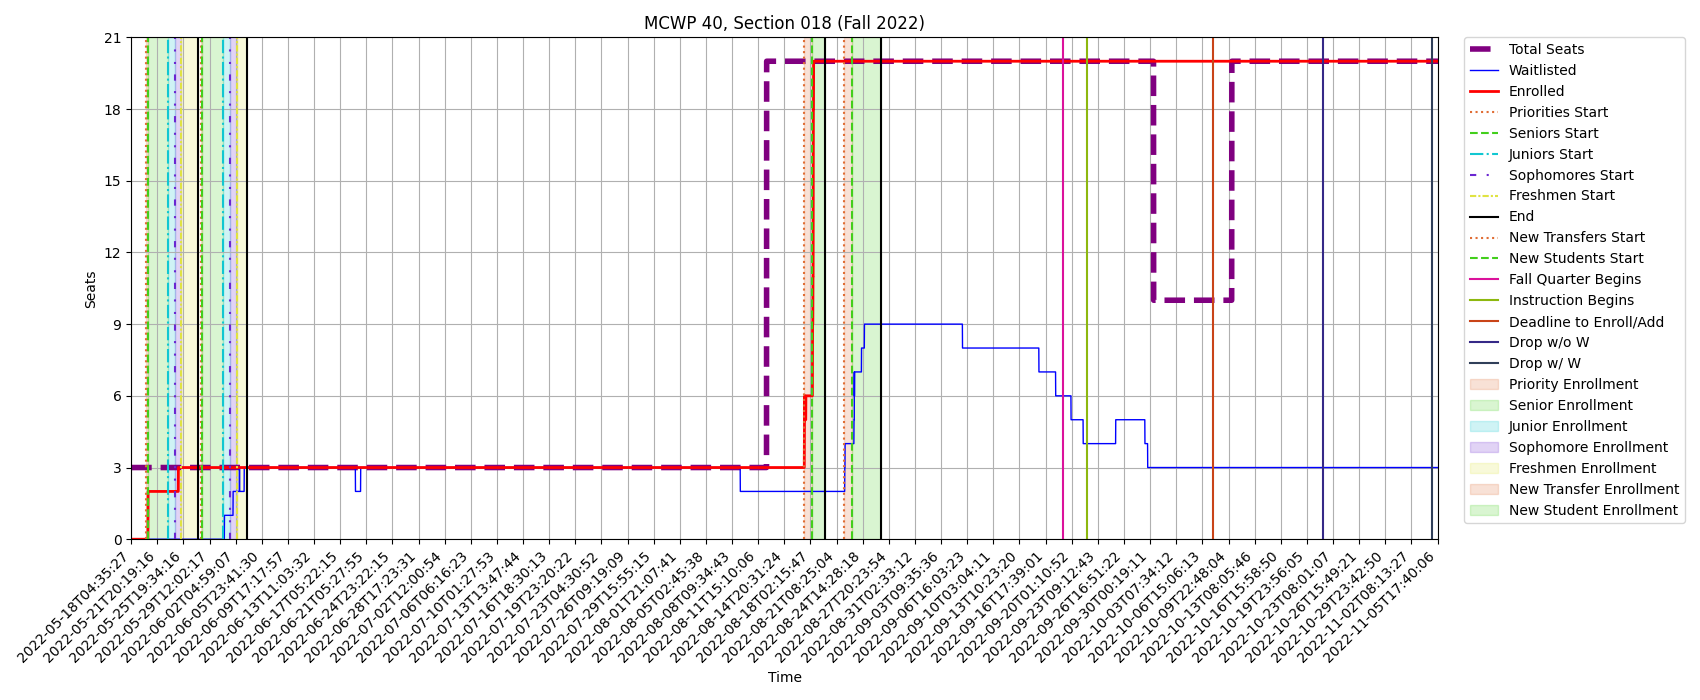 MCWP 40, Section 018 (Fall 2022)
21
18
15
12
9
6
3
0
Seats
2022-05-18T04:35:27
2022-05-21T20:19:16
2022-05-25T19:34:16
2022-05-29T12:02:17
2022-06-02T04:59:07
2022-06-05T23:41:30
2022-06-09T17:17:57
2022-06-13T11:03:32
2022-06-17T05:22:15
2022-06-21T05:27:55
2022-06-24T23:22:15
2022-06-28T17:23:31
2022-07-02T12:00:54
2022-07-06T06:16:23
2022-07-10T01:27:53
2022-07-13T13:47:44
2022-07-16T18:30:13
2022-07-19T23:20:22
2022-07-23T04:30:52
2022-07-26T09:19:09
2022-07-29T15:55:15
2022-08-01T21:07:41
2022-08-05T02:45:38
2022-08-08T09:34:43
2022-08-11T15:10:06
2022-08-14T20:31:24
2022-08-18T02:15:47
2022-08-21T08:25:04
2022-08-24T14:28:18
2022-08-27T20:23:54
2022-08-31T02:33:12
2022-09-03T09:35:36
2022-09-06T16:03:23
2022-09-10T03:04:11
2022-09-13T10:23:20
2022-09-16T17:39:01
2022-09-20T01:10:52
2022-09-23T09:12:43
2022-09-26T16:51:22
2022-09-30T00:19:11
2022-10-03T07:34:12
2022-10-06T15:06:13
2022-10-09T22:48:04
2022-10-13T08:05:46
2022-10-16T15:58:50
2022-10-19T23:56:05
2022-10-23T08:01:07
2022-10-26T15:49:21
2022-10-29T23:42:50
2022-11-02T08:13:27
2022-11-05T17:40:06
Time
Total Seats
Waitlisted
Enrolled
Priorities Start
Seniors Start
Juniors Start
Sophomores Start
Freshmen Start
End
New Transfers Start
New Students Start
Fall Quarter Begins
Instruction Begins
Deadline to Enroll/Add
Drop w/o W
Drop w/ W
Priority Enrollment
Senior Enrollment
Junior Enrollment
Sophomore Enrollment
Freshmen Enrollment
New Transfer Enrollment
New Student Enrollment